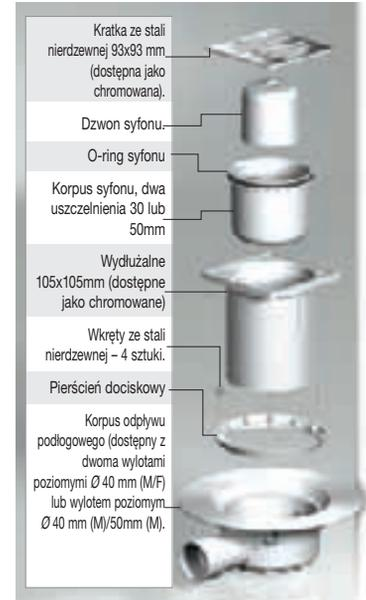 Kratka ze stali
nierdzewnej 93x93 mm
(dostępna jako
chromowana).
Dzwon syfonu.
O-ring syfonu
Korpus syfonu, dwa
uszczelnienia 30 lub
50mm
Wydłużalne
105x105mm (dostępne
jako chromowane)
Wkręty ze stali
nierdzewnej – 4 sztuki.
Pierścień dociskowy
Korpus odpływu
podłogowego (dostępny z
dwoma wylotami
poziomymi Ø 40 mm (M/F)
lub wylotem poziomym
Ø 40 mm (M)/50mm (M).